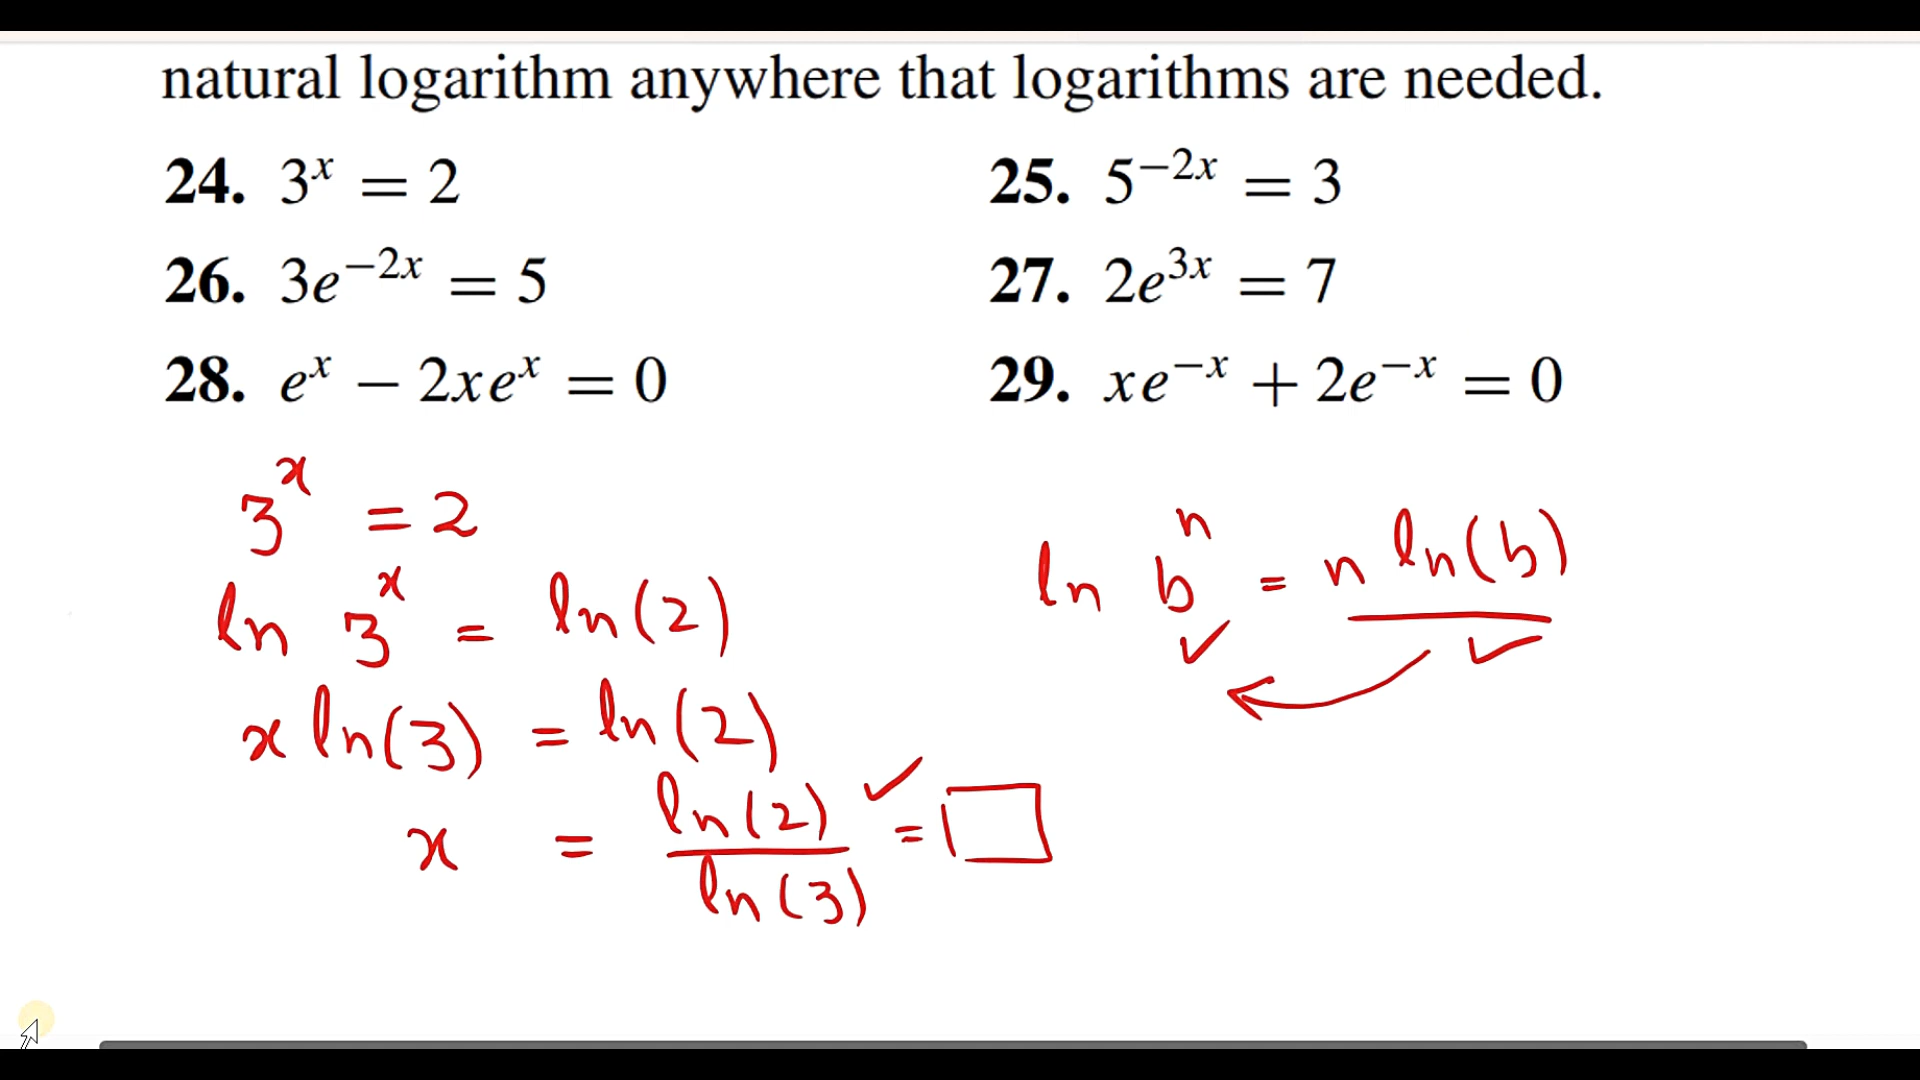 natural logarithm anywhere that logarithms are needed.
24. 3^x = 2
25. 5^{-2x} = 3
26. 3e^{-2x} = 5
27. 2e^{3x} = 7
28. e^x − 2xe^x = 0
29. xe^{-x} + 2e^{-x} = 0
3^x = 2
ln 3^x = ln(2)
x ln(3) = ln(2)
x = ln(2)/ln(3) ✓ = □
ln b^n = n ln(b)
✓ ✓